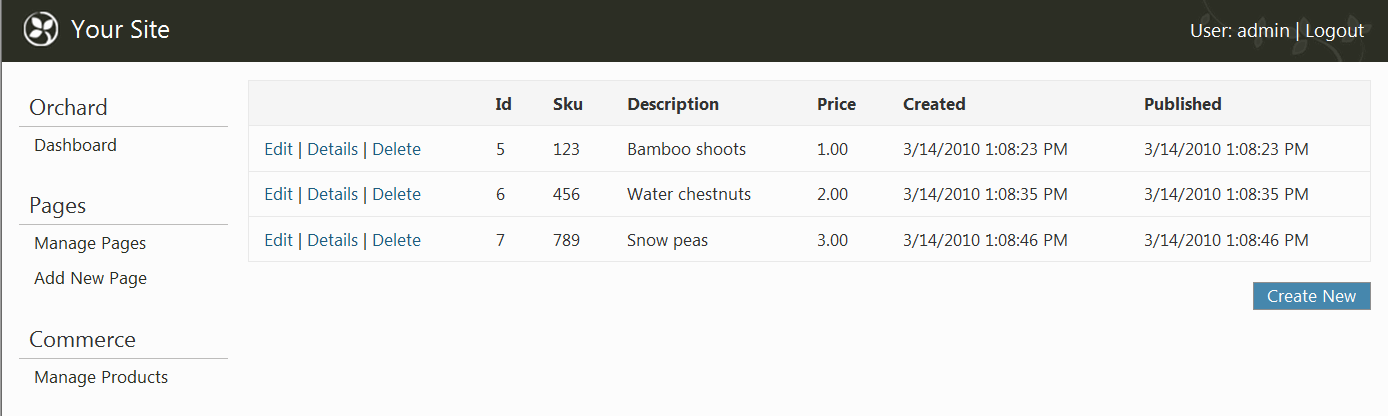 Your Site
User: admin | Logout
Orchard
Dashboard
Pages
Manage Pages
Add New Page
Commerce
Manage Products
Id Sku Description Price Created Published
Edit | Details | Delete 5 123 Bamboo shoots 1.00 3/14/2010 1:08:23 PM 3/14/2010 1:08:23 PM
Edit | Details | Delete 6 456 Water chestnuts 2.00 3/14/2010 1:08:35 PM 3/14/2010 1:08:35 PM
Edit | Details | Delete 7 789 Snow peas 3.00 3/14/2010 1:08:46 PM 3/14/2010 1:08:46 PM
Create New